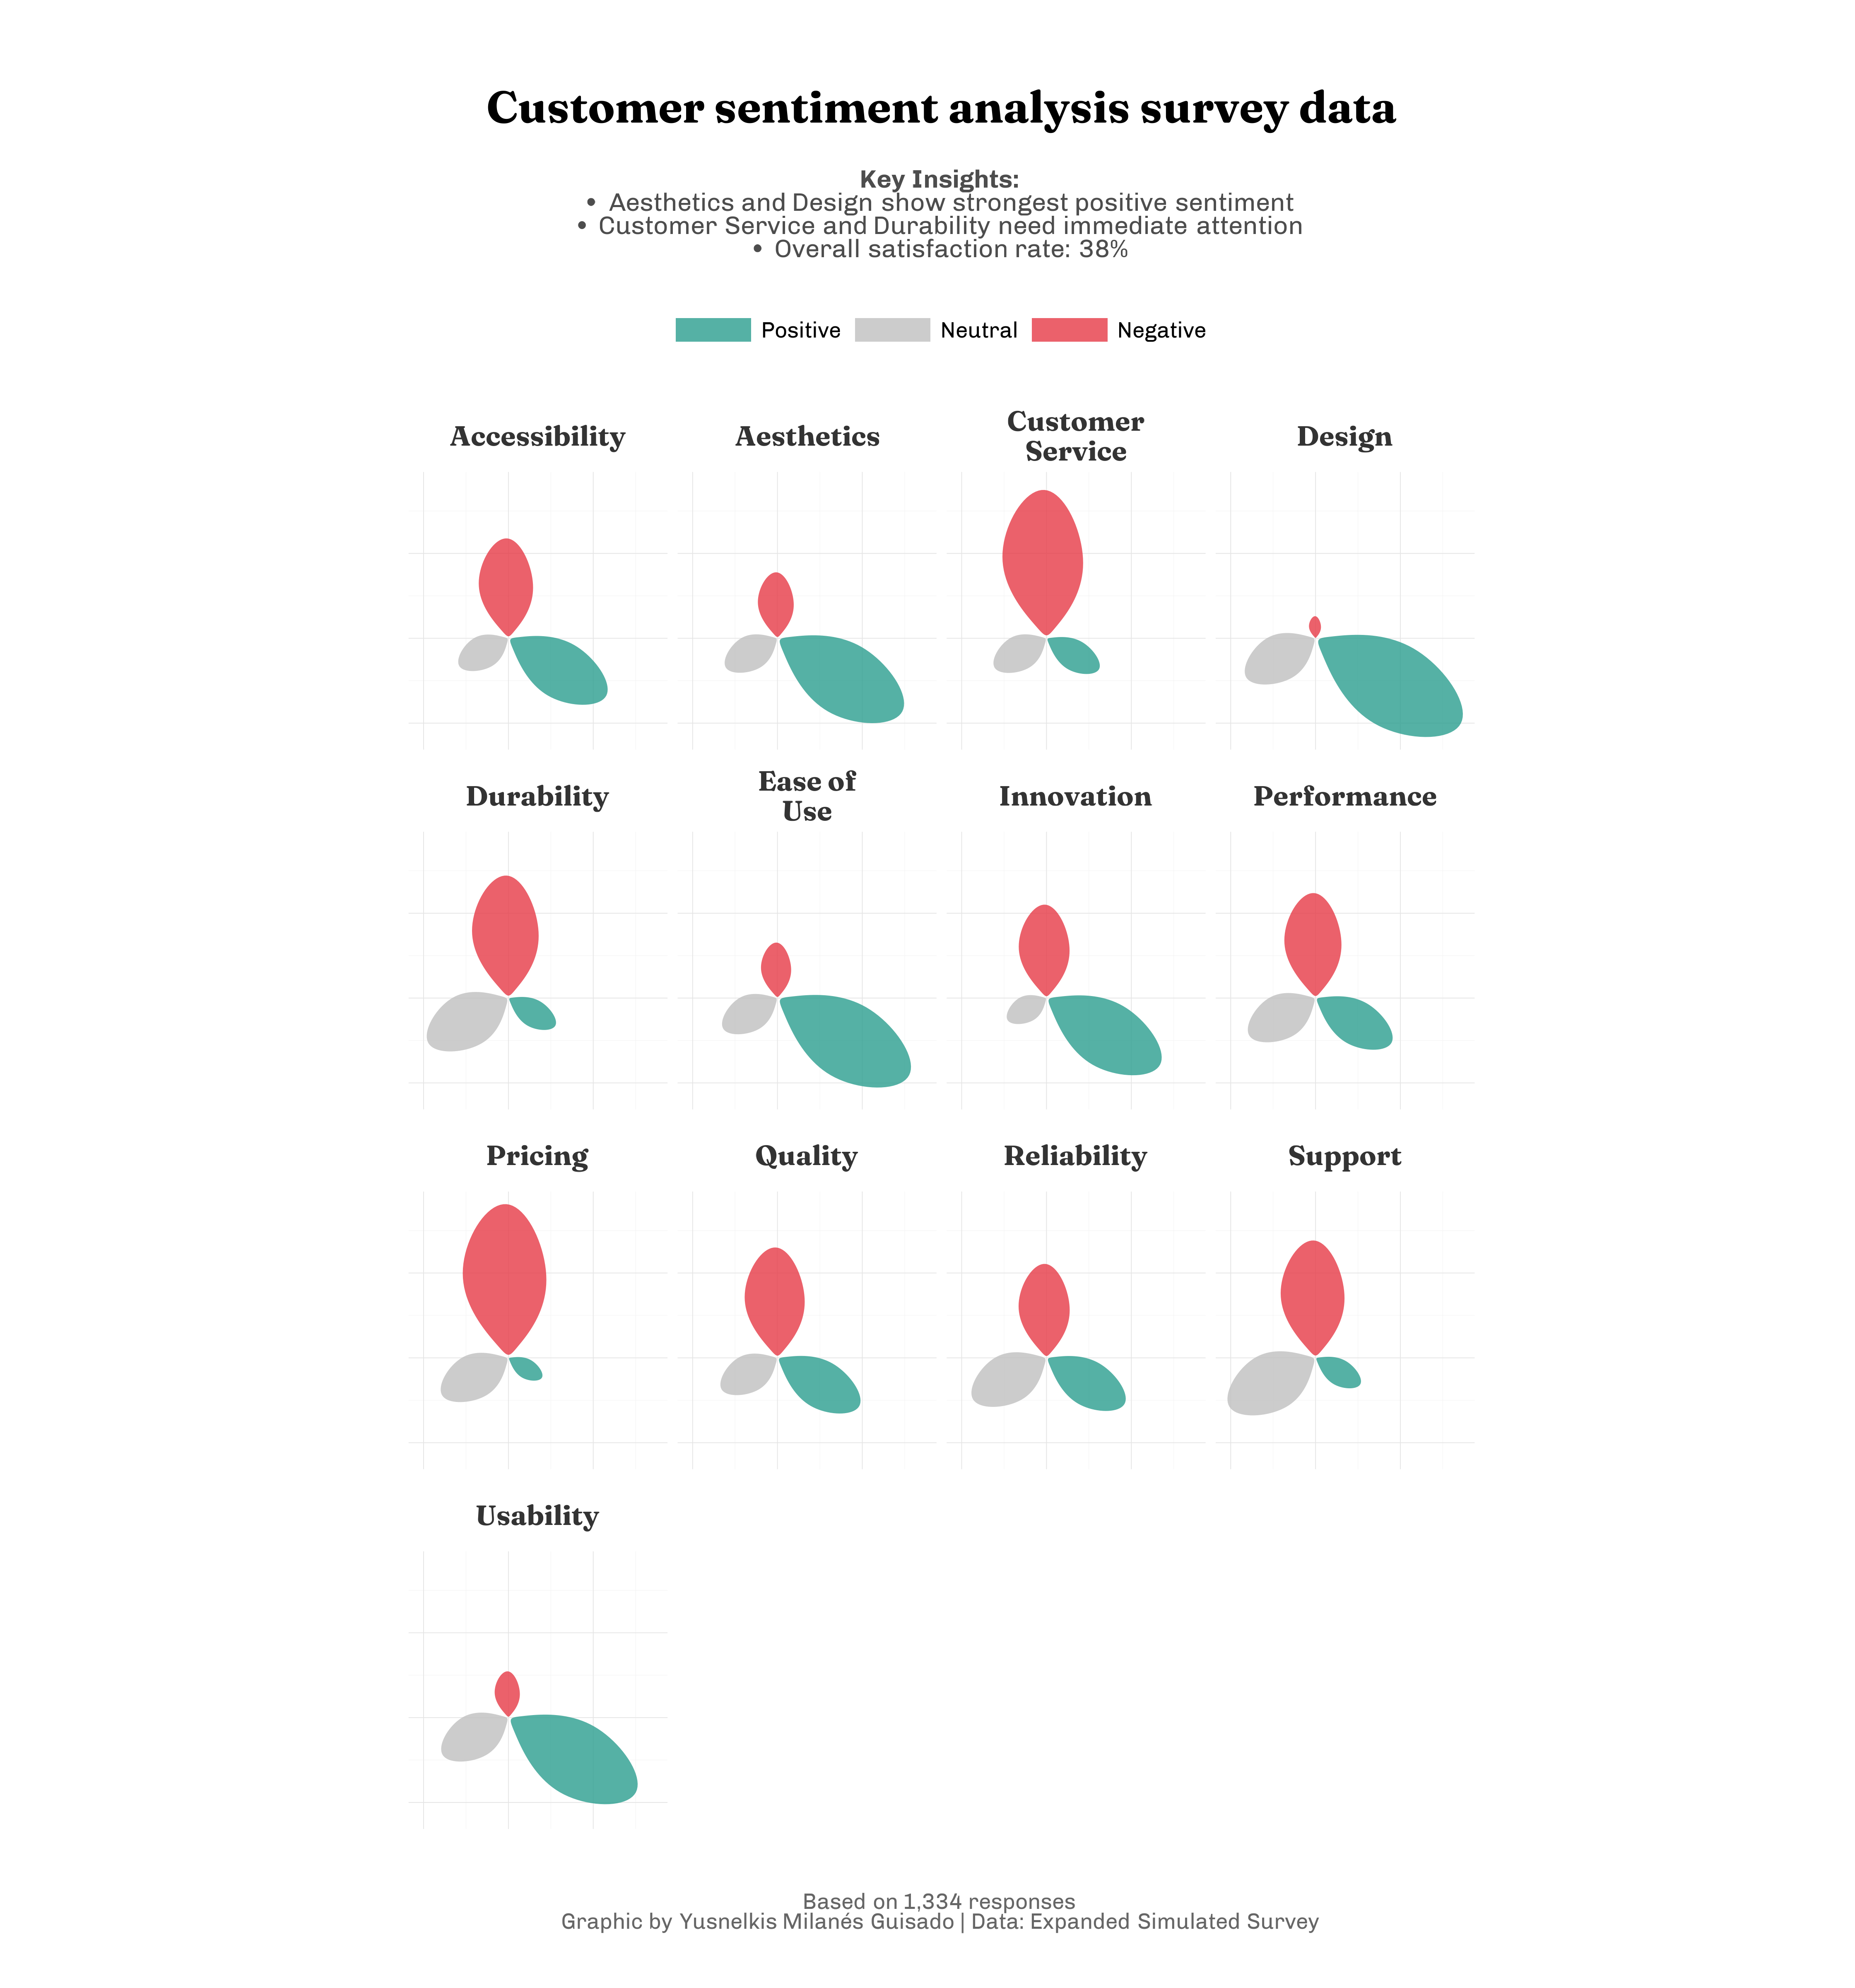 Customer sentiment analysis survey data
Key Insights:
• Aesthetics and Design show strongest positive sentiment
• Customer Service and Durability need immediate attention
• Overall satisfaction rate: 38%
Positive Neutral Negative
Accessibility Aesthetics Customer Service Design
Durability Ease of Use Innovation Performance
Pricing Quality Reliability Support
Usability
Based on 1,334 responses
Graphic by Yusnelkis Milanés Guisado | Data: Expanded Simulated Survey